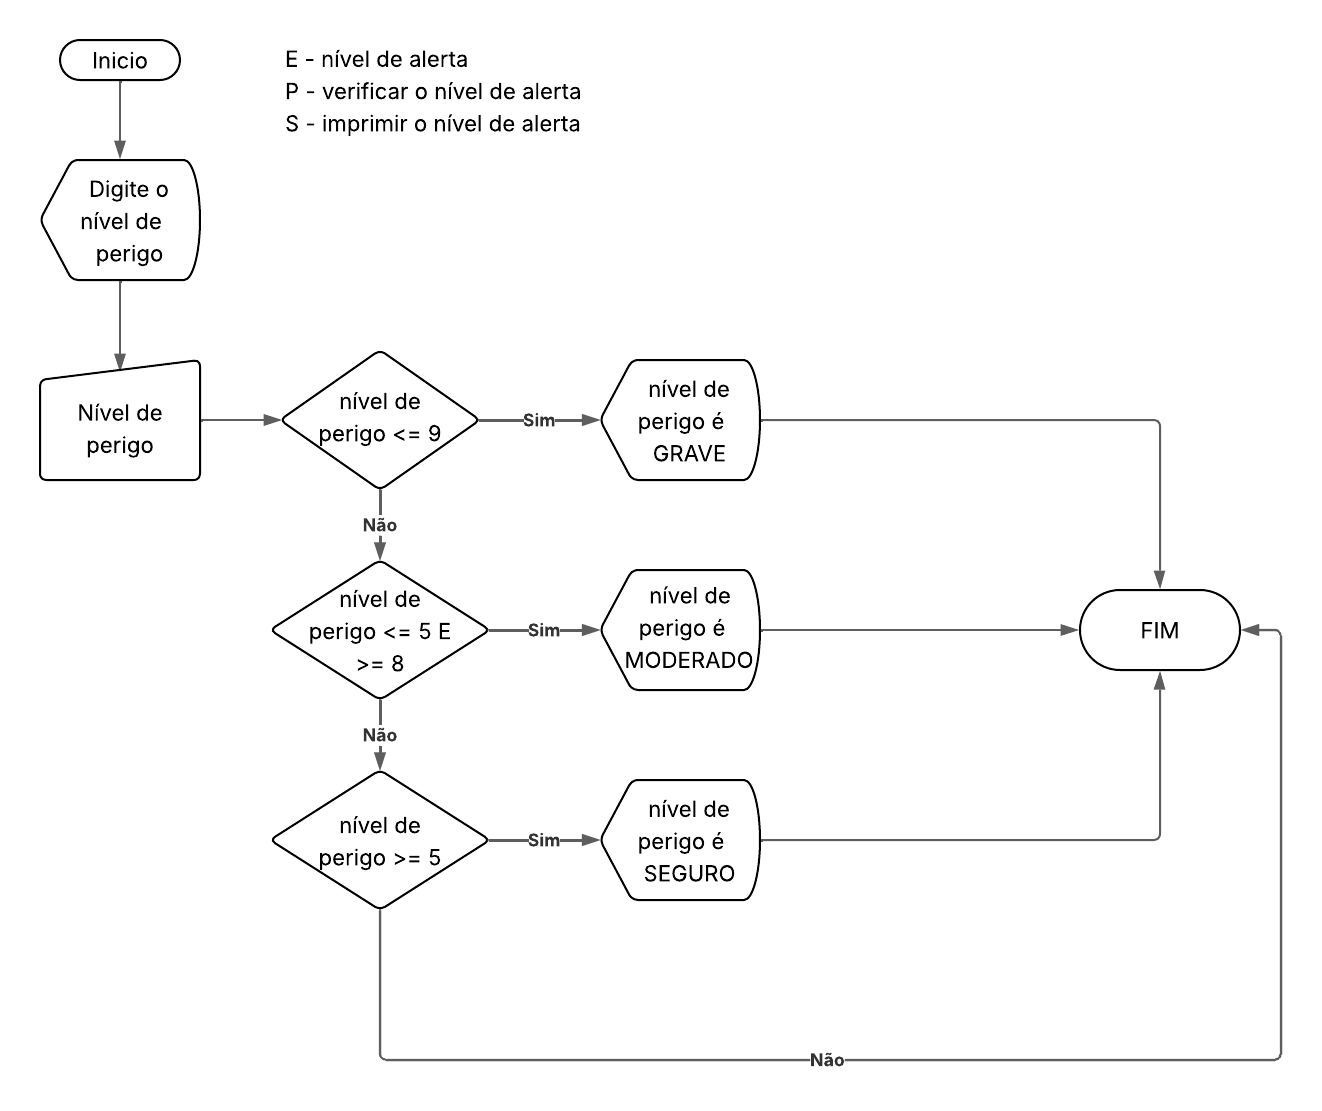 Inicio
E - nível de alerta
P - verificar o nível de alerta
S - imprimir o nível de alerta
Digite o
nível de
perigo
Nível de
perigo
nível de
perigo <= 9
Sim
nível de
perigo é
GRAVE
Não
nível de
perigo <= 5 E
>= 8
Sim
nível de
perigo é
MODERADO
FIM
Não
nível de
perigo >= 5
Sim
nível de
perigo é
SEGURO
Não